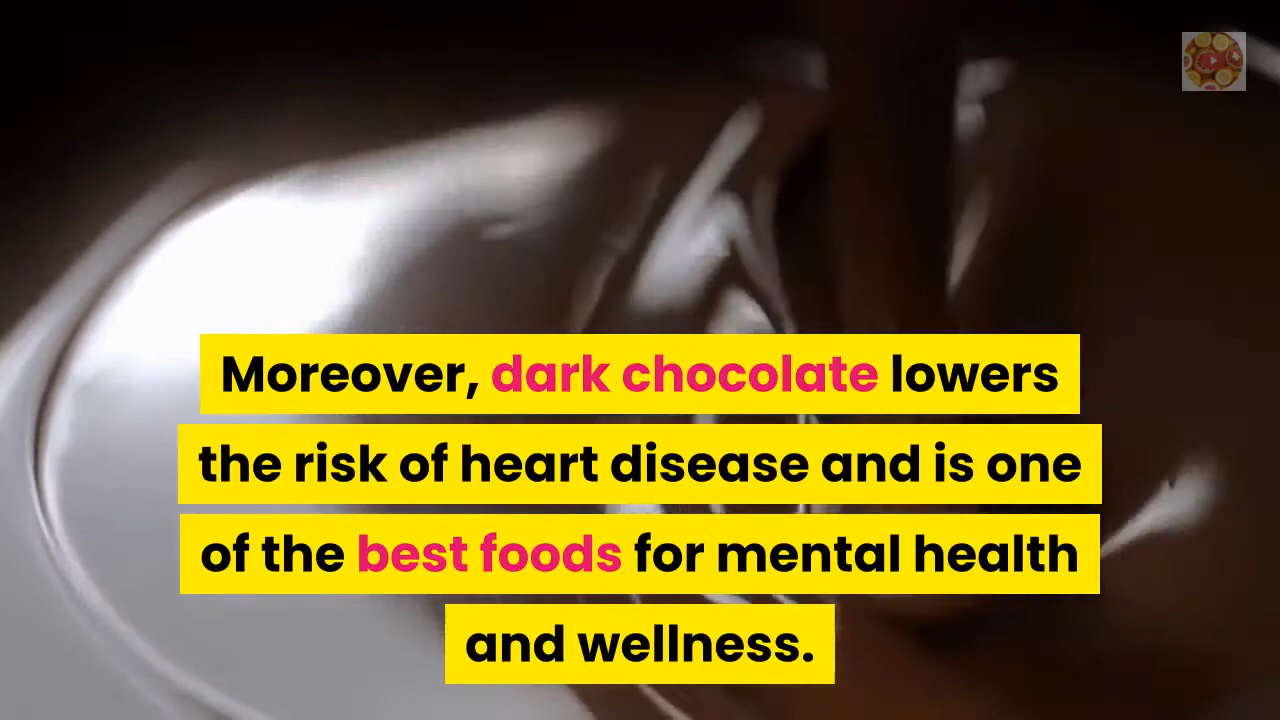 Moreover, dark chocolate lowers
the risk of heart disease and is one
of the best foods for mental health
and wellness.